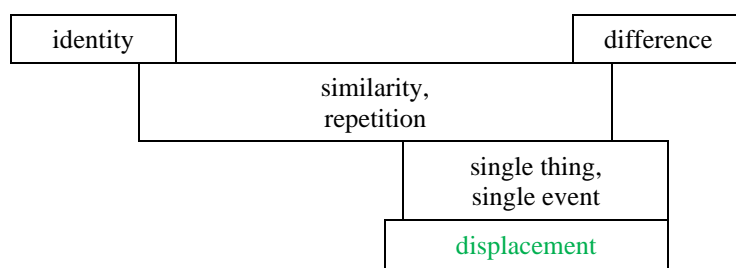 identity
difference
similarity,
repetition
single thing,
single event
displacement